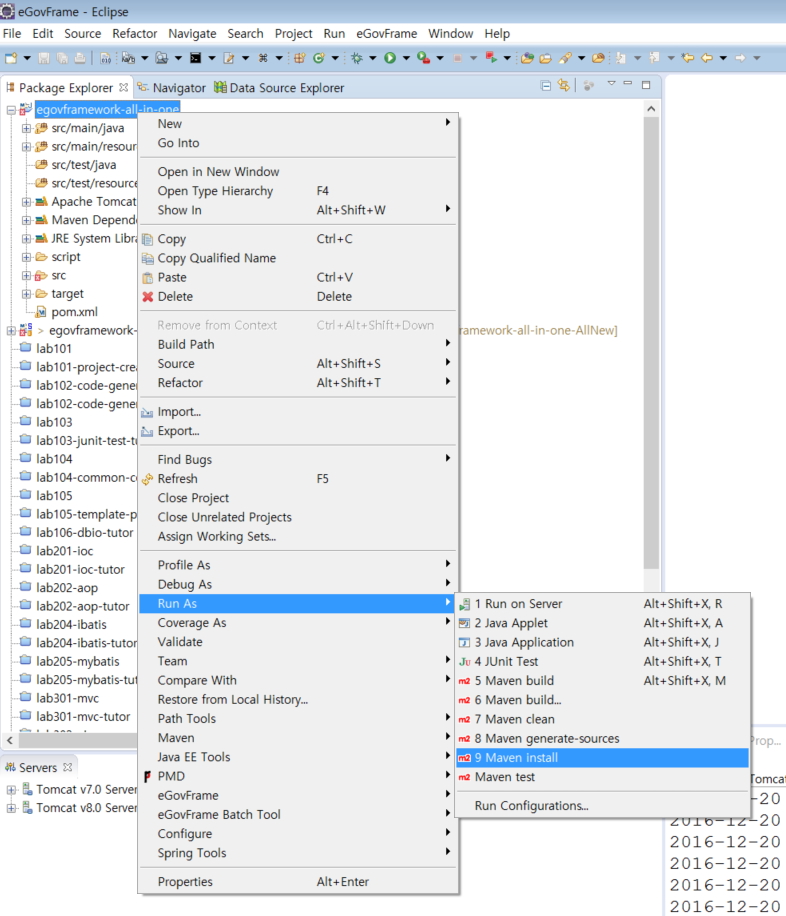 eGovFrame - Eclipse
File Edit Source Refactor Navigate Search Project Run eGovFrame Window Help
Package Explorer Navigator Data Source Explorer
egovframework-all-in-one
src/main/java
src/main/resour
src/test/java
src/test/resource
Apache Tomcat
Maven Depend
JRE System Libra
script
src
target
pom.xml
> egovframework- ramework-all-in-one-AllNew]
lab101
lab101-project-crea
lab102-code-gener
lab102-code-gener
lab103
lab103-junit-test-tu
lab104
lab104-common-co
lab105
lab105-template-p
lab106-dbio-tutor
lab201-ioc
lab201-ioc-tutor
lab202-aop
lab202-aop-tutor
lab204-ibatis
lab204-ibatis-tutor
lab205-mybatis
lab205-mybatis-tut
lab301-mvc
lab301-mvc-tutor
New
Go Into
Open in New Window
Open Type Hierarchy F4
Show In Alt+Shift+W
Copy Ctrl+C
Copy Qualified Name
Paste Ctrl+V
Delete Delete
Remove from Context Ctrl+Alt+Shift+Down
Build Path
Source Alt+Shift+S
Refactor Alt+Shift+T
Import...
Export...
Find Bugs
Refresh F5
Close Project
Close Unrelated Projects
Assign Working Sets...
Profile As
Debug As
Run As
Coverage As
Validate
Team
Compare With
Restore from Local History...
Path Tools
Maven
Java EE Tools
PMD
eGovFrame
eGovFrame Batch Tool
Configure
Spring Tools
Properties Alt+Enter
1 Run on Server Alt+Shift+X, R
2 Java Applet Alt+Shift+X, A
3 Java Application Alt+Shift+X, J
4 JUnit Test Alt+Shift+X, T
5 Maven build Alt+Shift+X, M
6 Maven build...
7 Maven clean
8 Maven generate-sources
9 Maven install
Maven test
Run Configurations...
Servers
Tomcat v7.0 Server
Tomcat v8.0 Server
Prop...
Tomcat
-20
2016-12-20
2016-12-20
2016-12-20
2016-12-20
2016-12-20